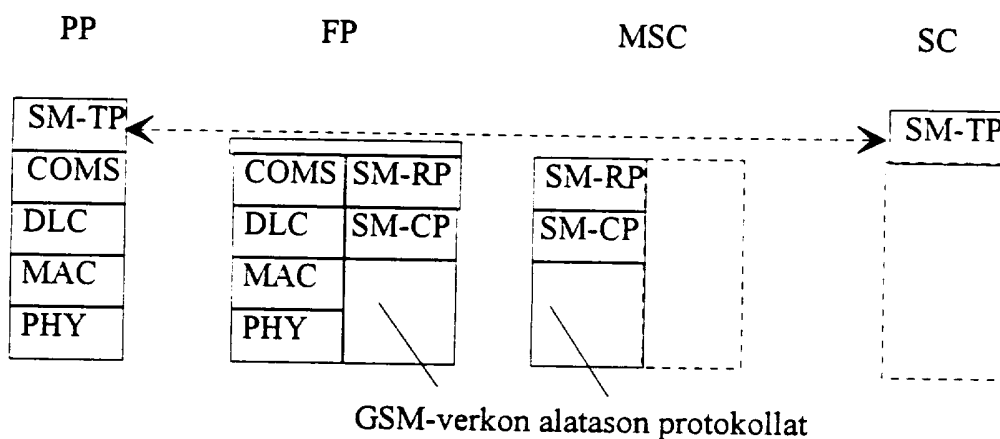 PP FP MSC SC
SM-TP SM-TP
COMS COMS SM-RP SM-RP
DLC DLC SM-CP SM-CP
MAC MAC
PHY PHY
GSM-verkon alatason protokollat